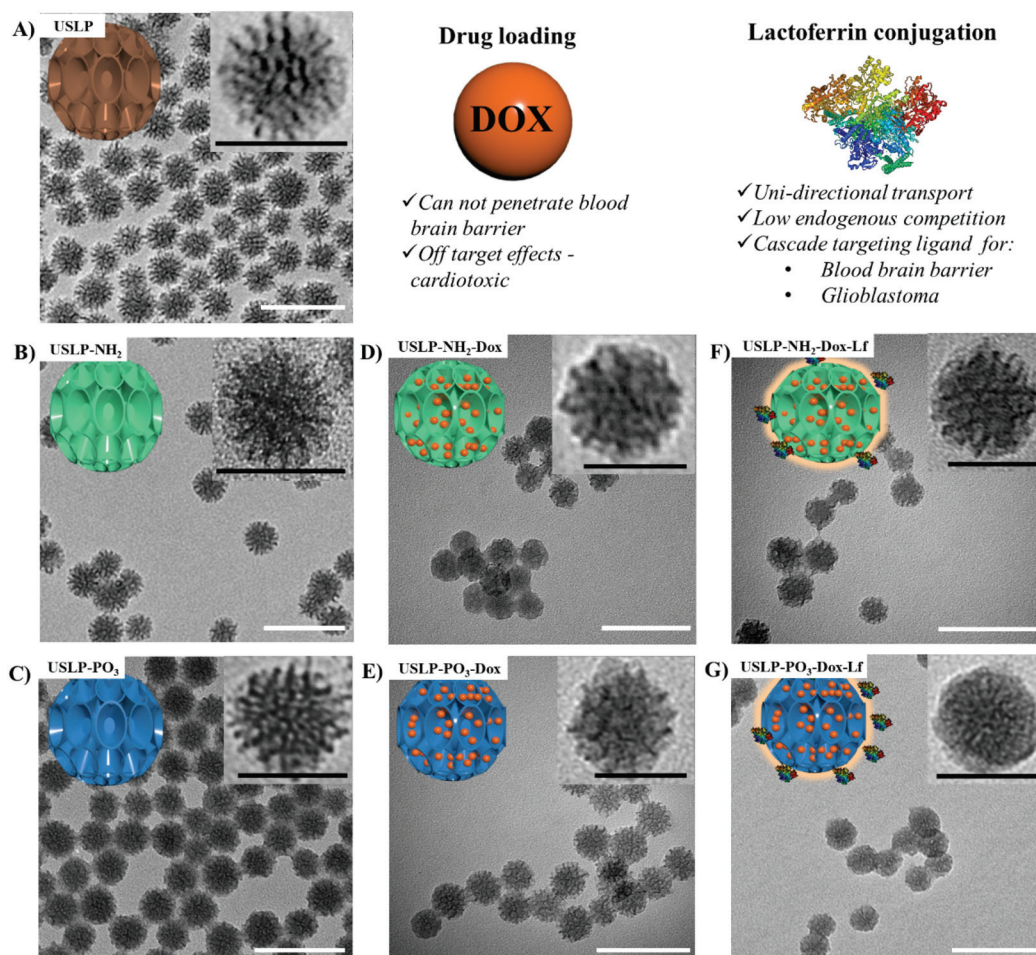 A)
USLP
Drug loading
DOX
✓Can not penetrate blood
brain barrier
✓Off target effects -
cardiotoxic
Lactoferrin conjugation
✓Uni-directional transport
✓Low endogenous competition
✓Cascade targeting ligand for:
• Blood brain barrier
• Glioblastoma
B)
USLP-NH₂
D)
USLP-NH₂-Dox
F)
USLP-NH₂-Dox-Lf
C)
USLP-PO₃
E)
USLP-PO₃-Dox
G)
USLP-PO₃-Dox-Lf